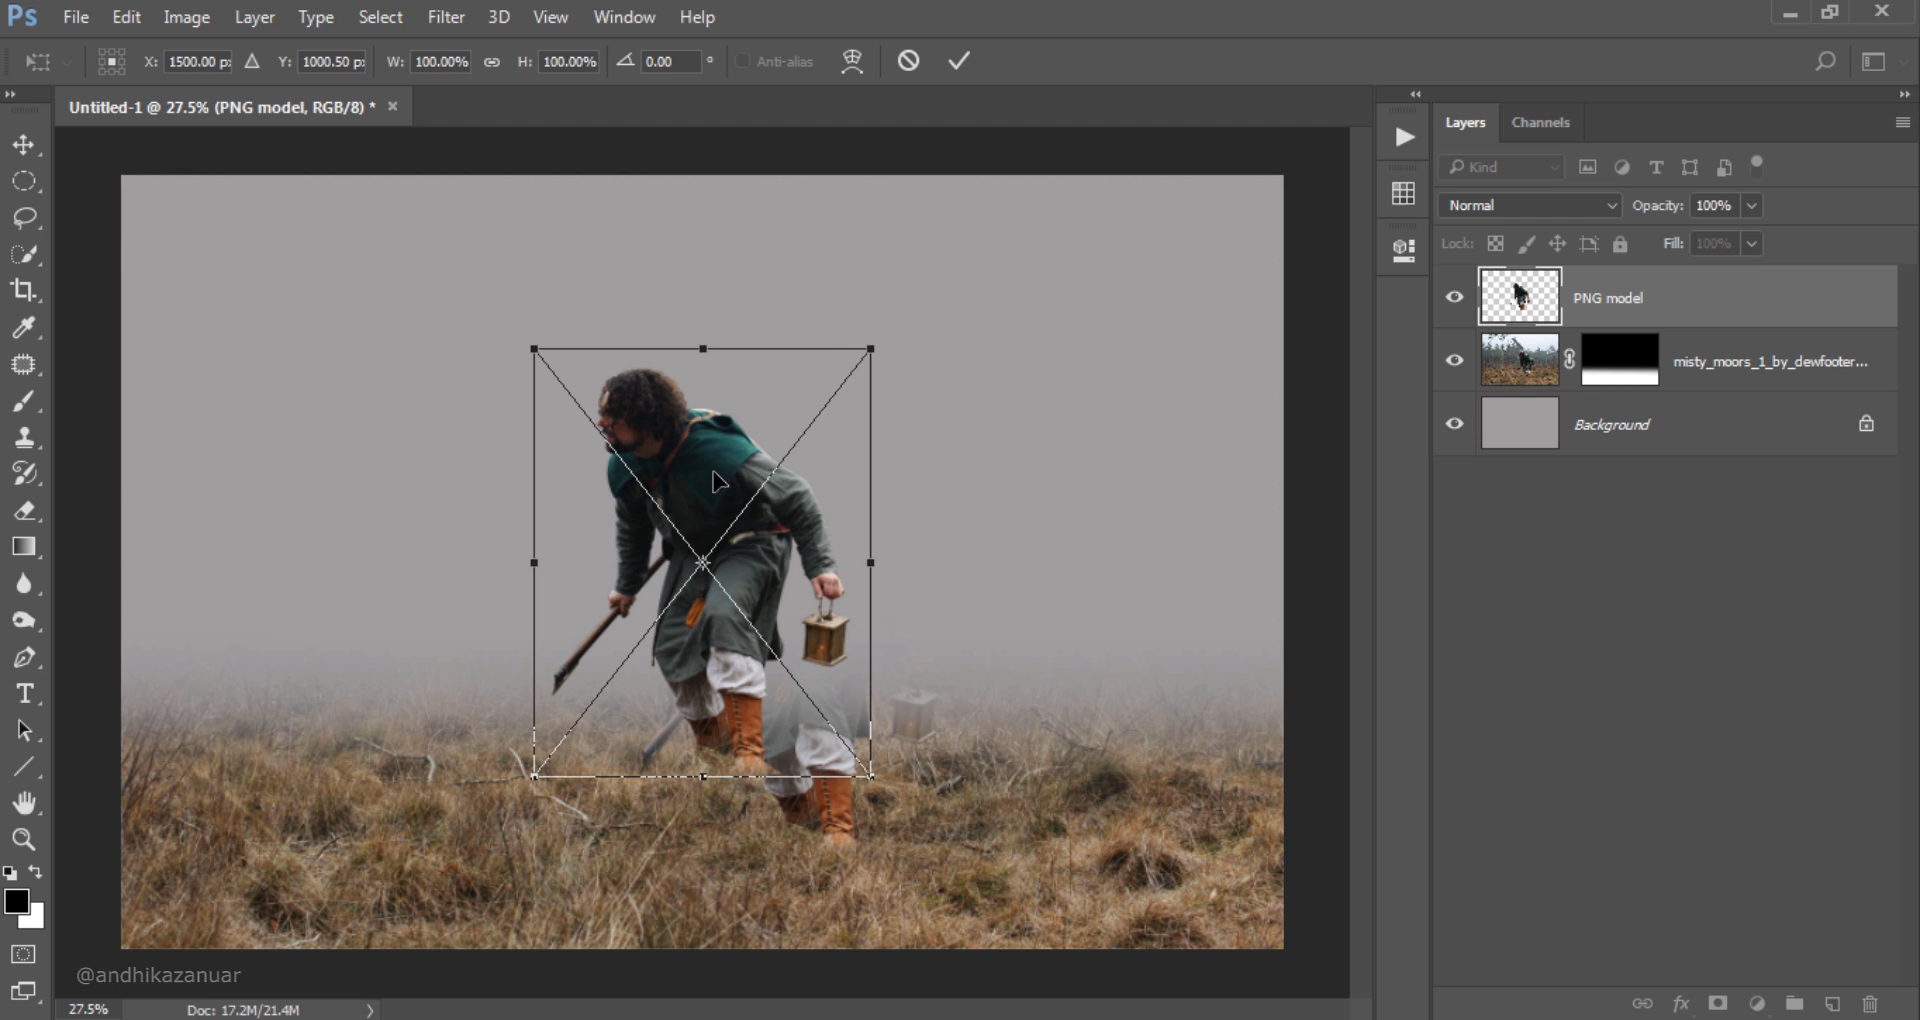 Ps File Edit Image Layer Type Select Filter 3D View Window Help
X: 1500.00 p: Y: 1000.50 p: W: 100.00% H: 100.00% 0.00 ° Anti-alias
Untitled-1 @ 27.5% (PNG model, RGB/8) * ×
Layers Channels
Kind
Normal Opacity: 100%
Lock: Fill: 100%
PNG model
misty_moors_1_by_dewfooter...
Background
@andhikazanuar
27.5% Doc: 17.2M/21.4M
fx